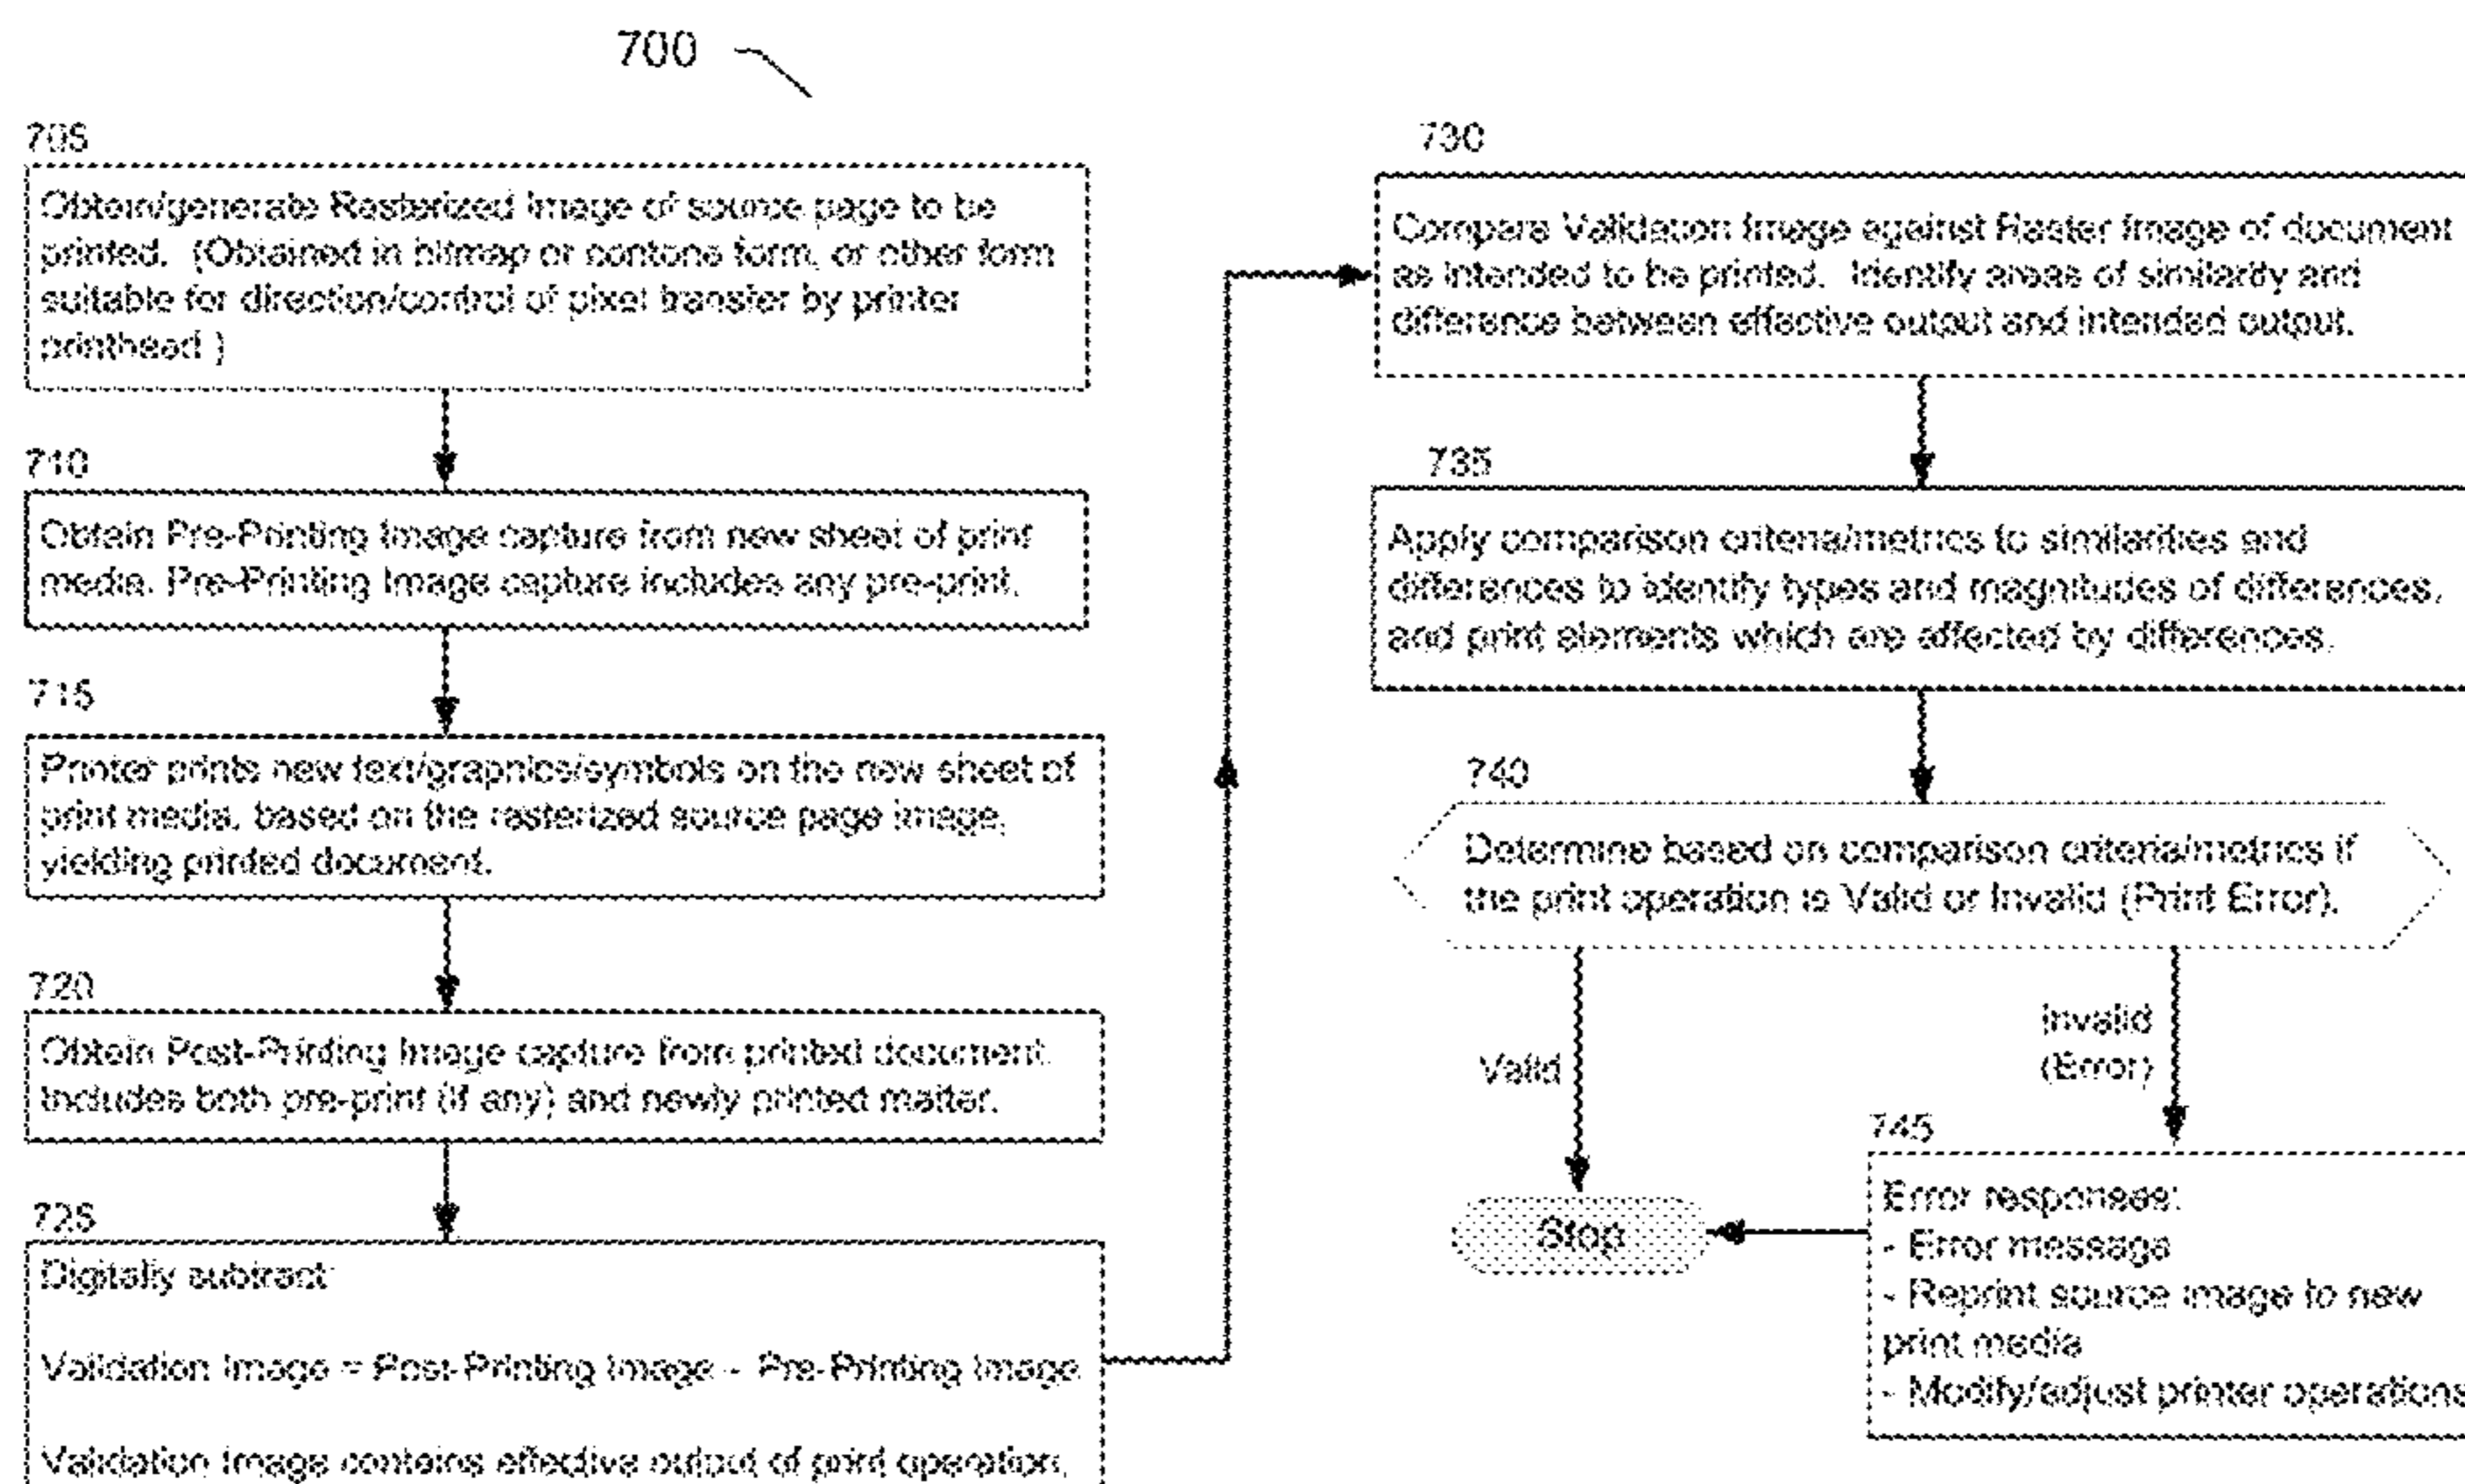 700
705
Obtain/generate Rasterized Image of source page to be
printed. (Obtained in bitmap or contone form, or other form
suitable for direction/control of pixel transfer by printer
printhead.)
710
Obtain Pre-Printing Image capture from new sheet of print
media. Pre-Printing Image capture includes any pre-print.
715
Printer prints new text/graphics/symbols on the new sheet of
print media, based on the rasterized source page image,
yielding printed document.
720
Obtain Post-Printing Image capture from printed document.
Includes both pre-print (if any) and newly printed matter.
725
Digitally subtract:
Validation Image = Post-Printing Image - Pre-Printing Image
Validation Image contains effective output of print operation.
730
Compare Validation Image against Raster Image of document
as intended to be printed. Identify areas of similarity and
difference between effective output and intended output.
735
Apply comparison criteria/metrics to similarities and
differences to identify types and magnitudes of differences,
and print elements which are affected by differences.
740
Determine based on comparison criteria/metrics if
the print operation is Valid or Invalid (Print Error).
Valid
Invalid
(Error)
Stop
745
Error responses:
- Error message
- Reprint source image to new
print media
- Modify/adjust printer operations